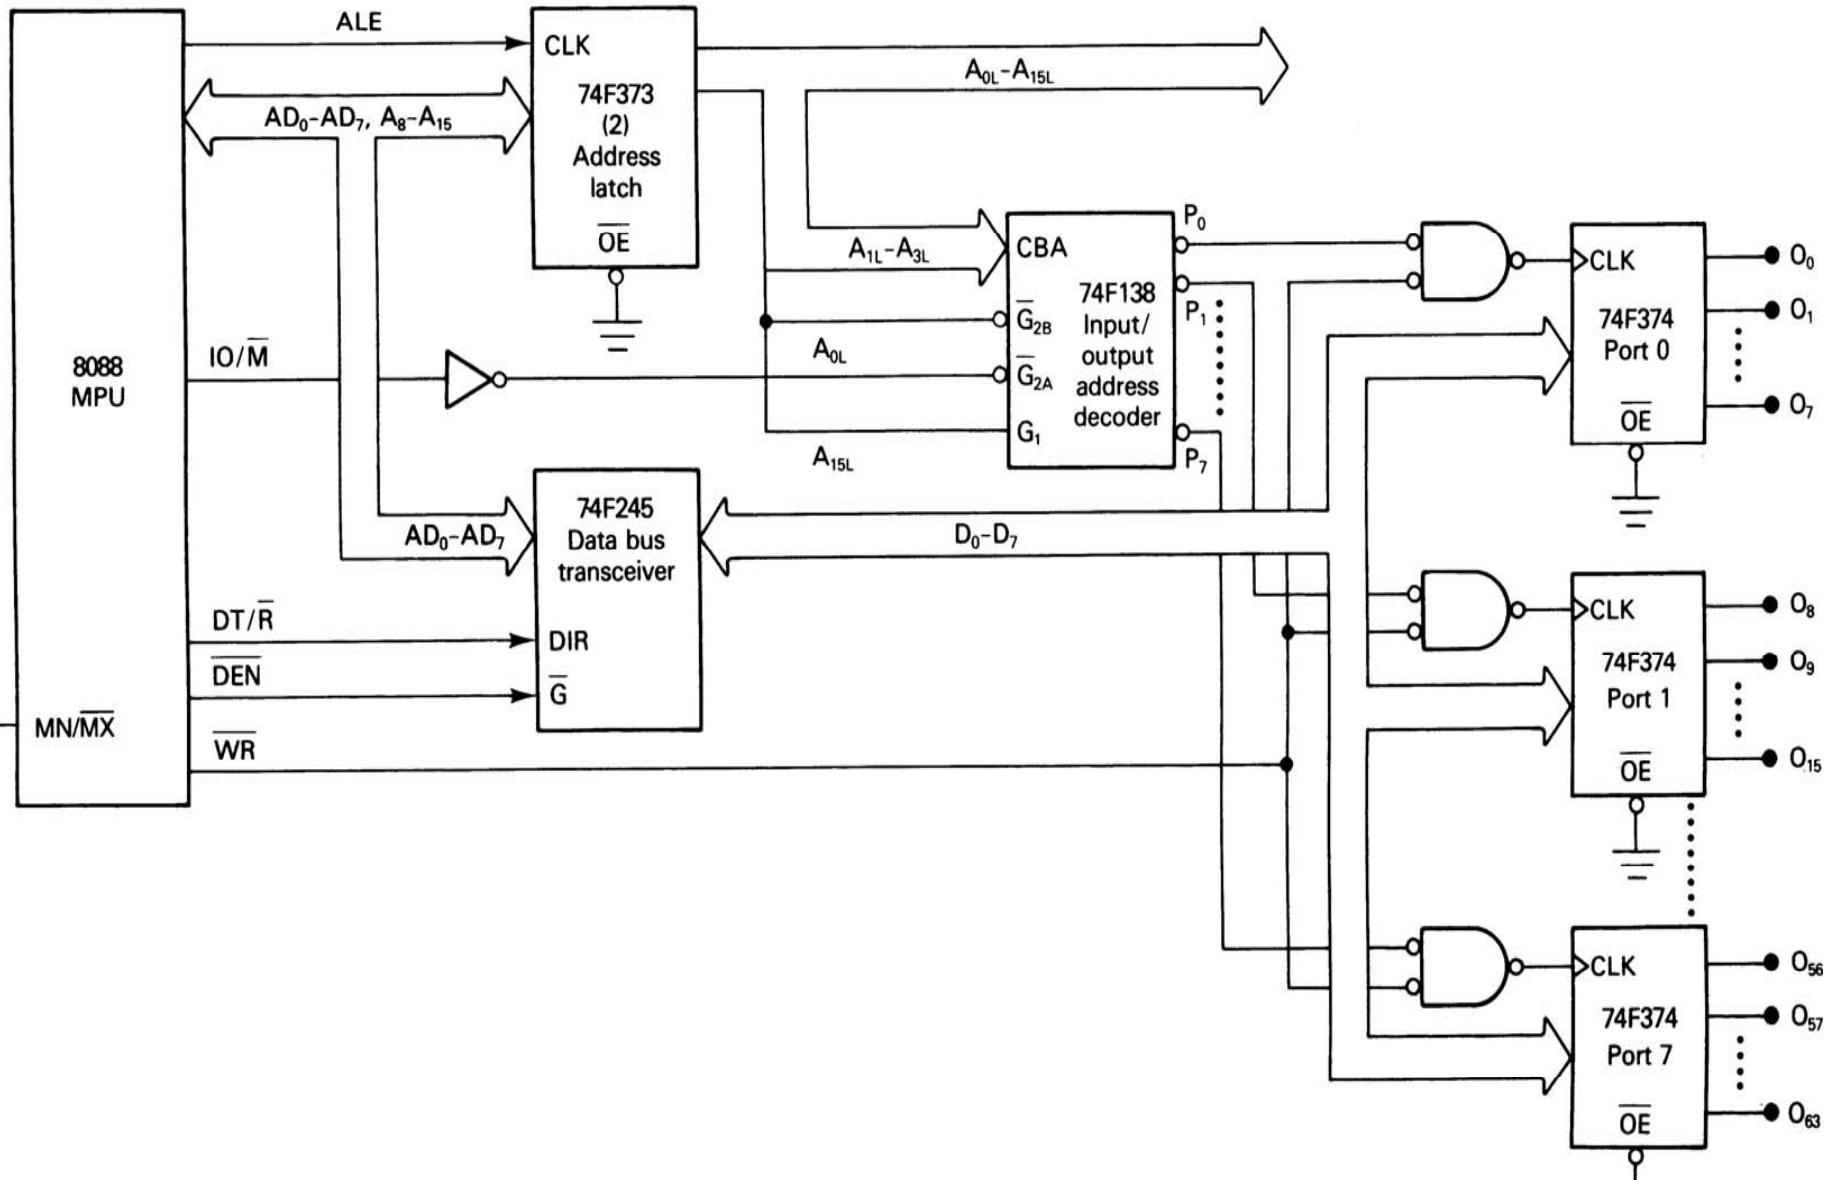 ALE
CLK
74F373
(2)
Address
latch
OE
AD0-AD7, A8-A15
A0L-A15L
8088
MPU
IO/M
A1L-A3L
A0L
A15L
CBA
G2B
G2A
G1
74F138
Input/
output
address
decoder
P0
P1
P7
CLK
74F374
Port 0
OE
O0
O1
O7
AD0-AD7
74F245
Data bus
transceiver
DIR
G
D0-D7
DT/R
DEN
WR
MN/MX
CLK
74F374
Port 1
OE
O8
O9
O15
CLK
74F374
Port 7
OE
O56
O57
O63